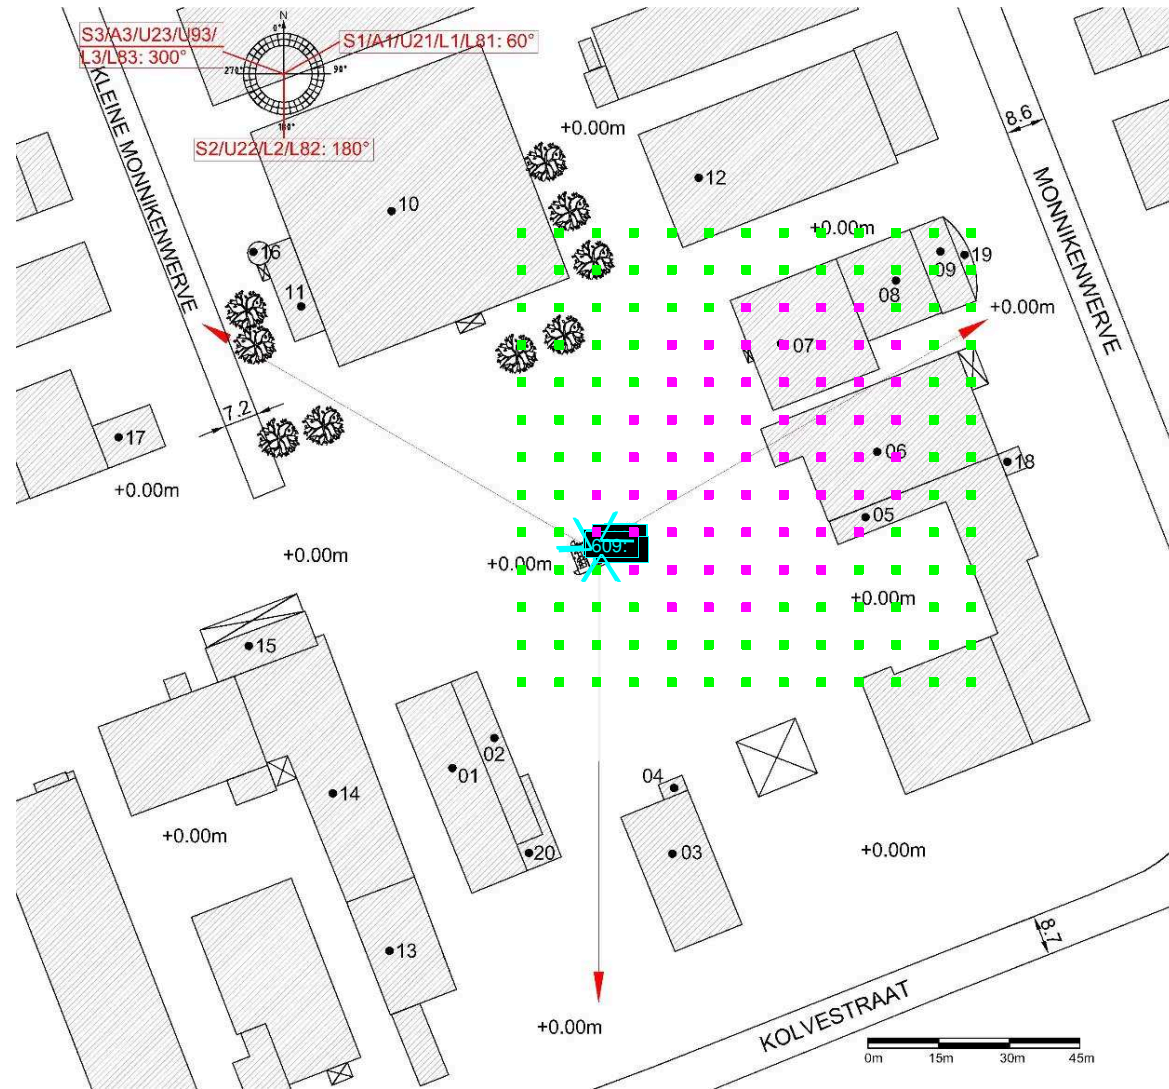 S3/A3/U23/U93/
L3/L83: 300°
N
0°
S1/A1/U21/L1/L81: 60°
270°
90°
180°
S2/U22/L2/L82: 180°
KLEINE MONNIKENWERVE
+0.00m
8.6
MONNIKENWERVE
12
10
+0.00m
16
09
19
08
11
+0.00m
07
7.2
17
06
18
+0.00m
05
+0.00m
609:
+0.00m
+0.00m
15
02
01
04
14
+0.00m
03
20
+0.00m
13
8.7
KOLVESTRAAT
+0.00m
0m
15m
30m
45m